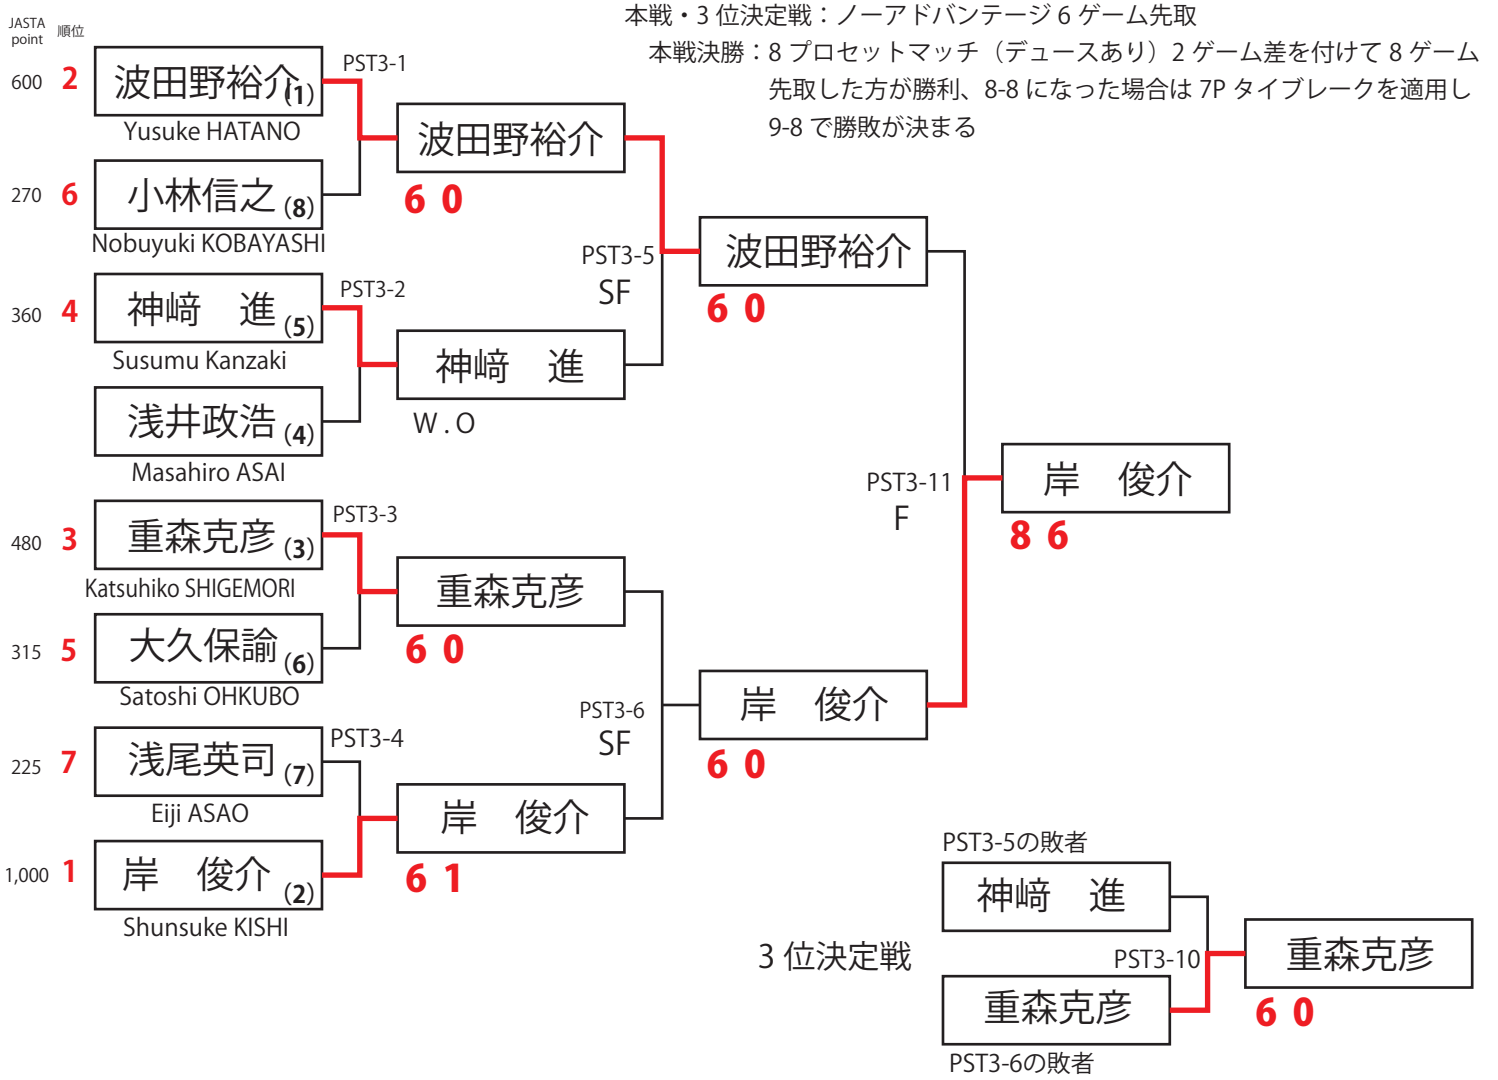 JASTA
point
順位
本戦・3 位決定戦：ノーアドバンテージ 6 ゲーム先取
本戦決勝：8 プロセットマッチ（デュースあり）2 ゲーム差を付けて 8 ゲーム
先取した方が勝利、8-8 になった場合は 7P タイブレークを適用し
9-8 で勝敗が決まる
600 2 波田野裕介(1)
Yusuke HATANO
PST3-1
波田野裕介
6 0
270 6 小林信之(8)
Nobuyuki KOBAYASHI
PST3-5
SF
波田野裕介
6 0
360 4 神﨑　進(5)
Susumu Kanzaki
PST3-2
神﨑　進
W . O
浅井政浩(4)
Masahiro ASAI
PST3-11
F
岸　俊介
8 6
480 3 重森克彦(3)
Katsuhiko SHIGEMORI
PST3-3
重森克彦
6 0
315 5 大久保諭(6)
Satoshi OHKUBO
PST3-6
SF
岸　俊介
6 0
225 7 浅尾英司(7)
Eiji ASAO
PST3-4
岸　俊介
6 1
1,000 1 岸　俊介(2)
Shunsuke KISHI
PST3-5の敗者
神﨑　進
3 位決定戦
PST3-10
重森克彦
6 0
重森克彦
PST3-6の敗者